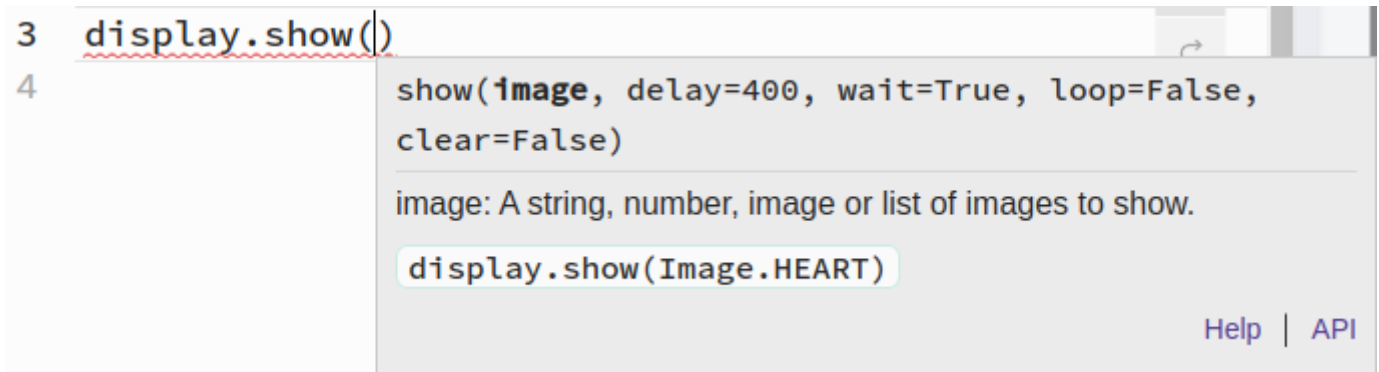 3 display.show()
4
show(image, delay=400, wait=True, loop=False,
clear=False)
image: A string, number, image or list of images to show.
display.show(Image.HEART)
Help | API